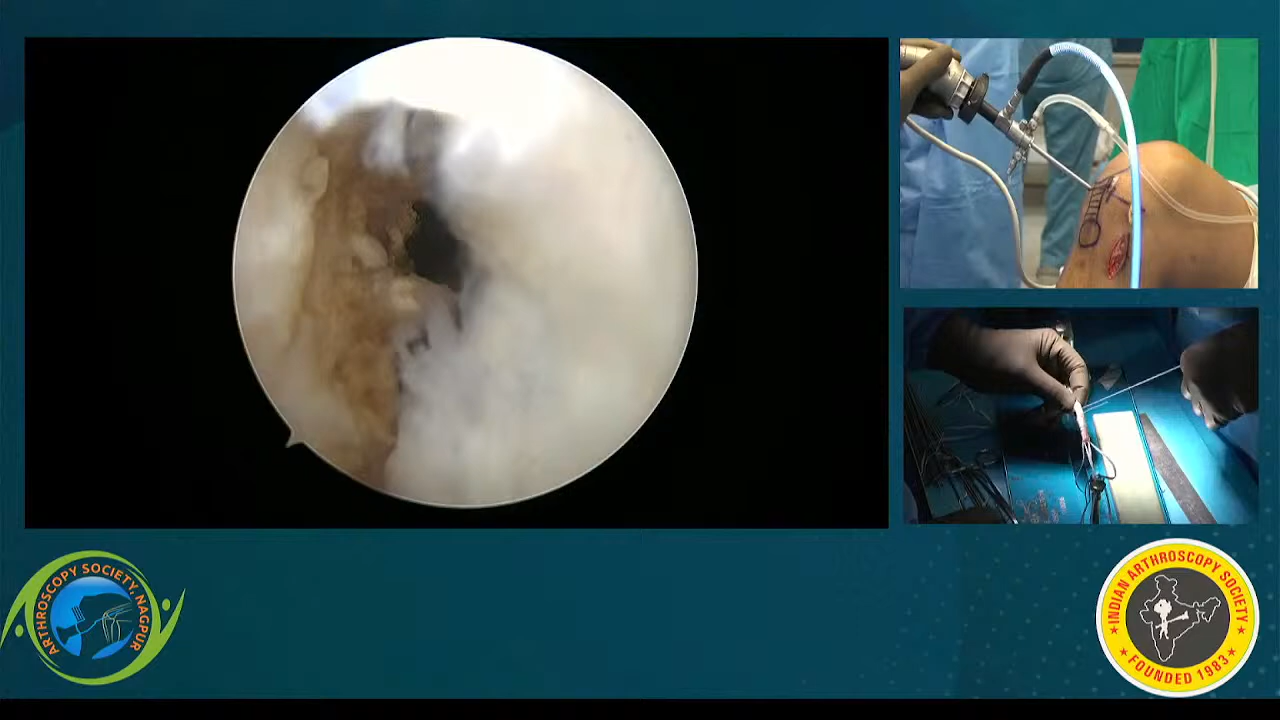 ARTHROSCOPY SOCIETY, NAGPUR
INDIAN ARTHROSCOPY SOCIETY
★ FOUNDED 1983 ★